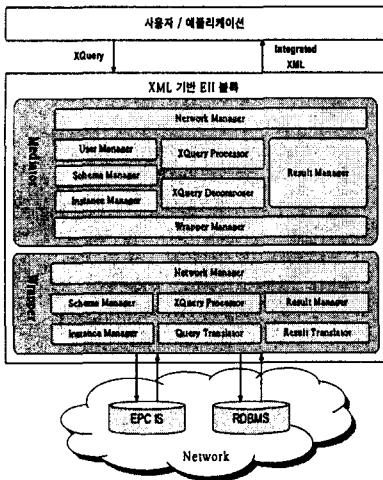 사용자 / 애플리케이션
XQuery
Integrated
XML
XML 기반 EII 블록
Mediator
Network Manager
User Manager
Schema Manager
Instance Manager
XQuery Processor
XQuery Decomposer
Result Manager
Wrapper Manager
Wrapper
Network Manager
Schema Manager
XQuery Processor
Result Manager
Instance Manager
Query Translator
Result Translator
EPC IS
RDBMS
Network